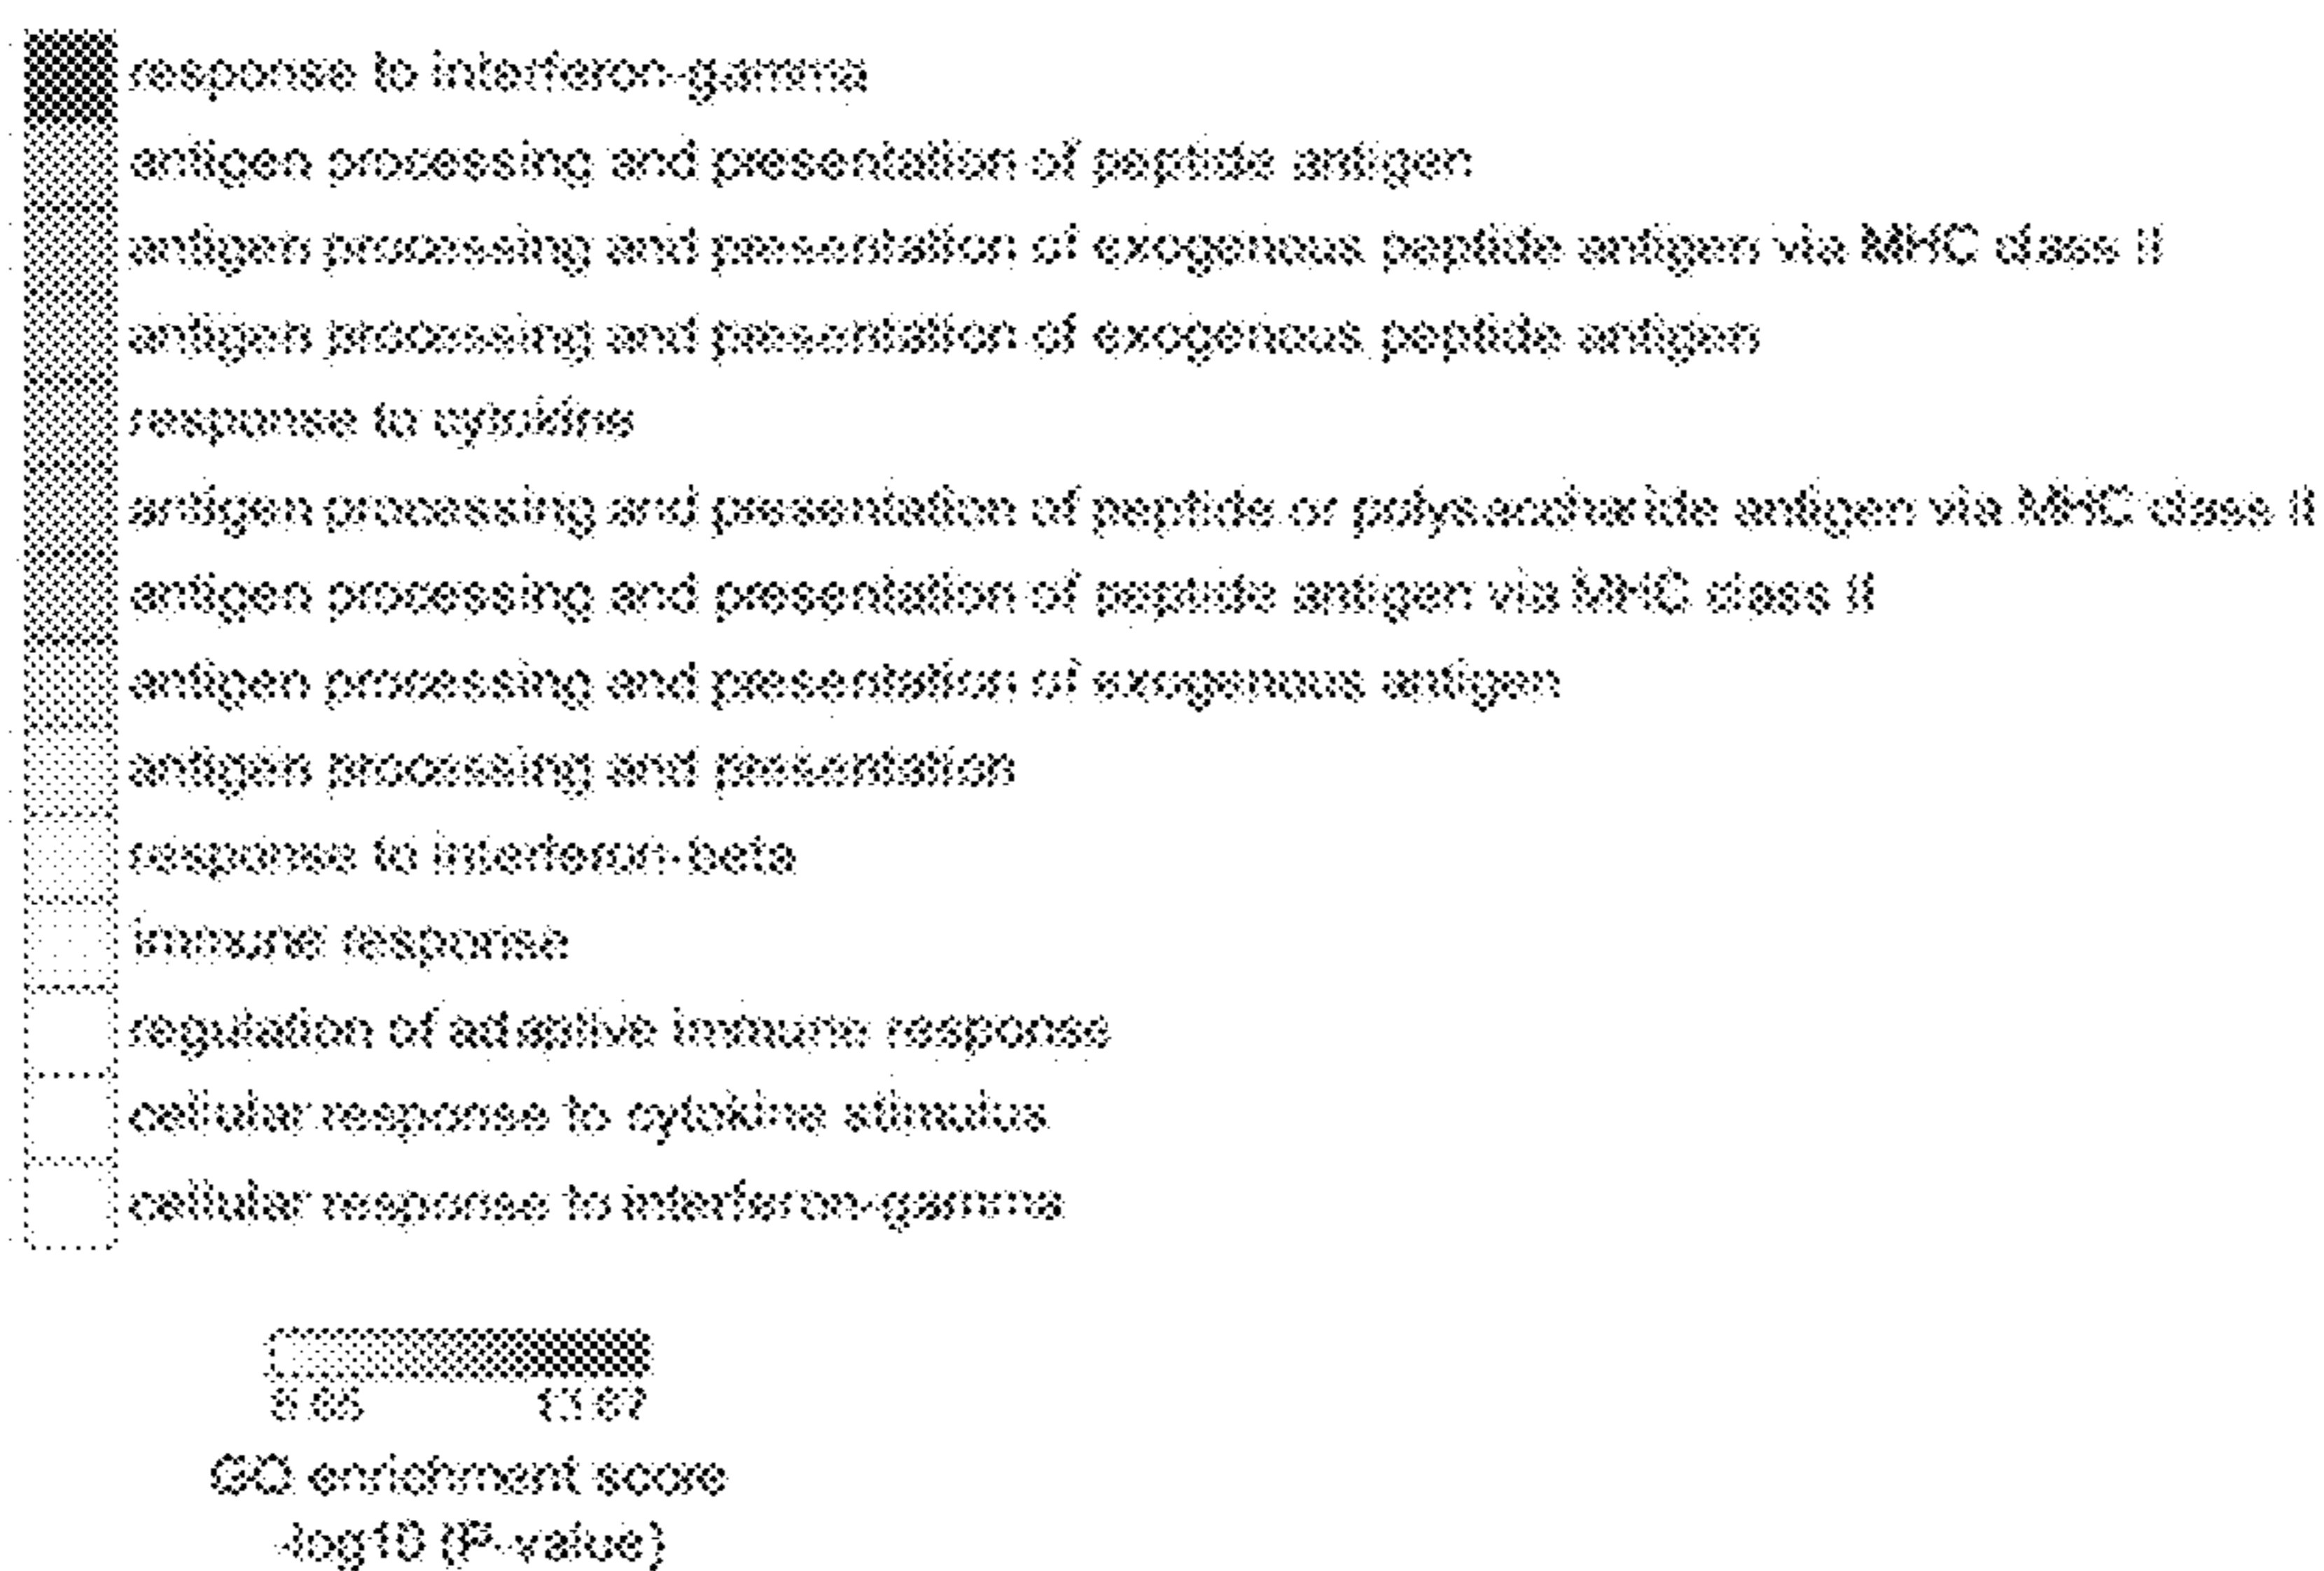 response to interferon-gamma
antigen processing and presentation of peptide antigen
antigen processing and presentation of exogenous peptide antigen via MHC class II
antigen processing and presentation of exogenous peptide antigen
response to cytokine
antigen processing and presentation of peptide or polysaccharide antigen via MHC class II
antigen processing and presentation of peptide antigen via MHC class II
antigen processing and presentation of exogenous antigen
antigen processing and presentation
response to interferon-beta
immune response
regulation of adaptive immune response
cellular response to cytokine stimulus
cellular response to interferon-gamma
GO enrichment score
-log10 (P-value)